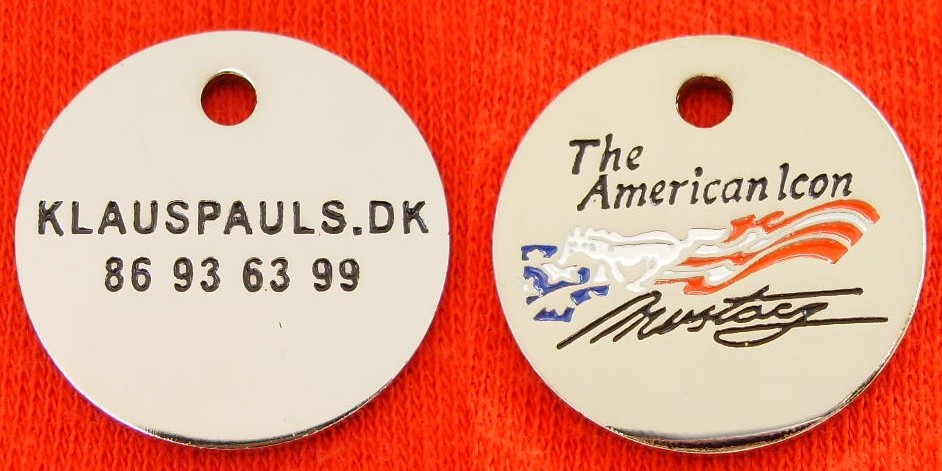 KLAUSPAULS.DK
86 93 63 99
The
American Icon
Mustang